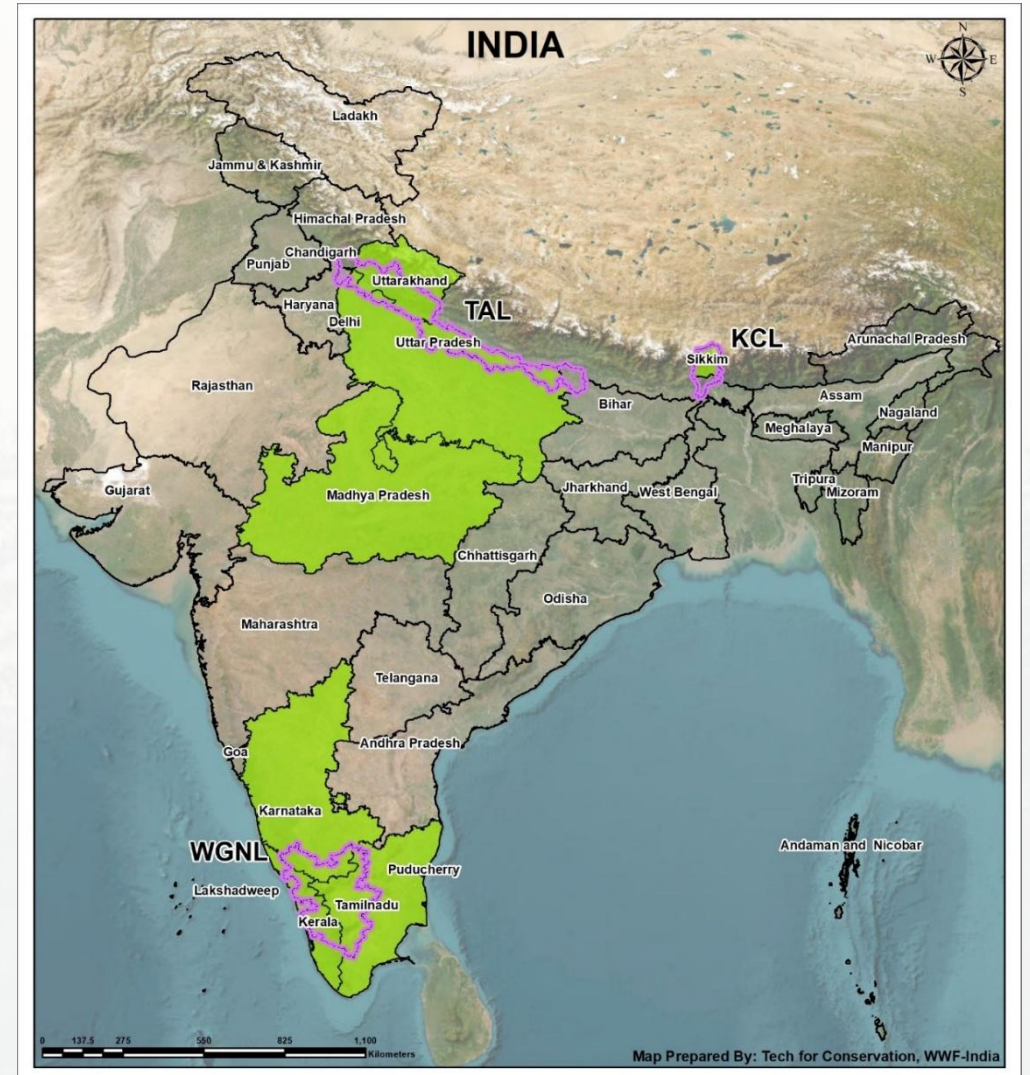 INDIA
N
W
E
S
Ladakh
Jammu & Kashmir
Himachal Pradesh
Chandigarh
Punjab
Uttarakhand
Haryana
TAL
Delhi
Uttar Pradesh
KCL
Sikkim
Arunachal Pradesh
Rajasthan
Bihar
Assam
Nagaland
Meghalaya
Manipur
Gujarat
Madhya Pradesh
Jharkhand
West Bengal
Tripura
Mizoram
Chhattisgarh
Odisha
Maharashtra
Telangana
Andhra Pradesh
Goa
Karnataka
WGNL
Puducherry
Andaman and Nicobar
Lakshadweep
Tamilnadu
Kerala
0 137.5 275 550 825 1,100
Kilometers
Map Prepared By: Tech for Conservation, WWF-India